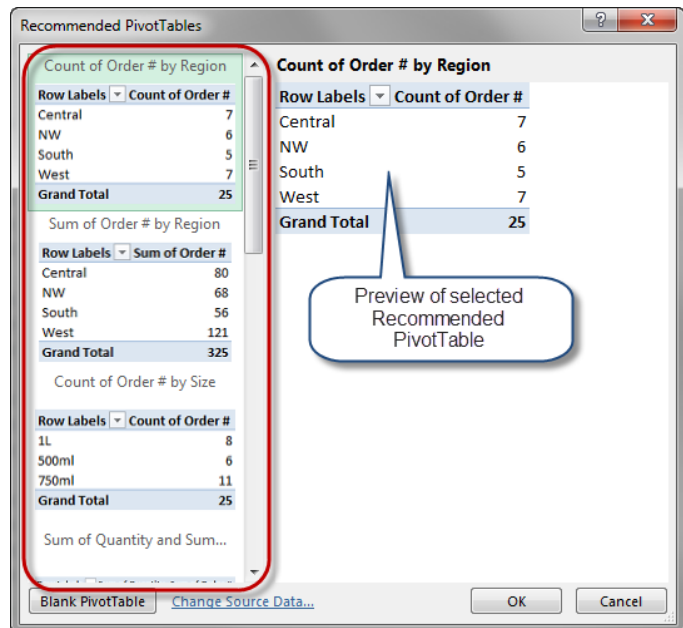 Recommended PivotTables
?
X
Count of Order # by Region
Row Labels Count of Order #
Central 7
NW 6
South 5
West 7
Grand Total 25
Sum of Order # by Region
Row Labels Sum of Order #
Central 80
NW 68
South 56
West 121
Grand Total 325
Count of Order # by Size
Row Labels Count of Order #
1L 8
500ml 6
750ml 11
Grand Total 25
Sum of Quantity and Sum...
Count of Order # by Region
Row Labels Count of Order #
Central 7
NW 6
South 5
West 7
Grand Total 25
Preview of selected
Recommended
PivotTable
Blank PivotTable Change Source Data... OK Cancel